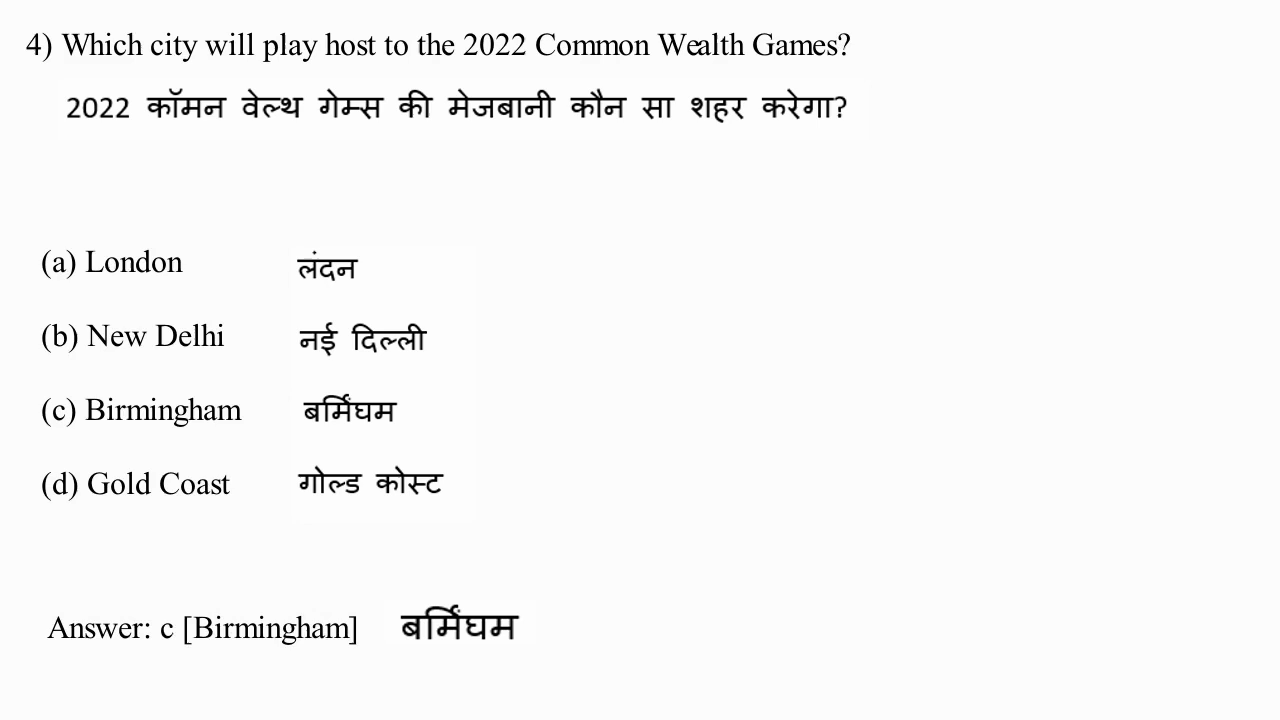 4) Which city will play host to the 2022 Common Wealth Games?
2022 कॉमन वेल्थ गेम्स की मेजबानी कौन सा शहर करेगा?
(a) London लंदन
(b) New Delhi नई दिल्ली
(c) Birmingham बर्मिंघम
(d) Gold Coast गोल्ड कोस्ट
Answer: c [Birmingham] बर्मिंघम